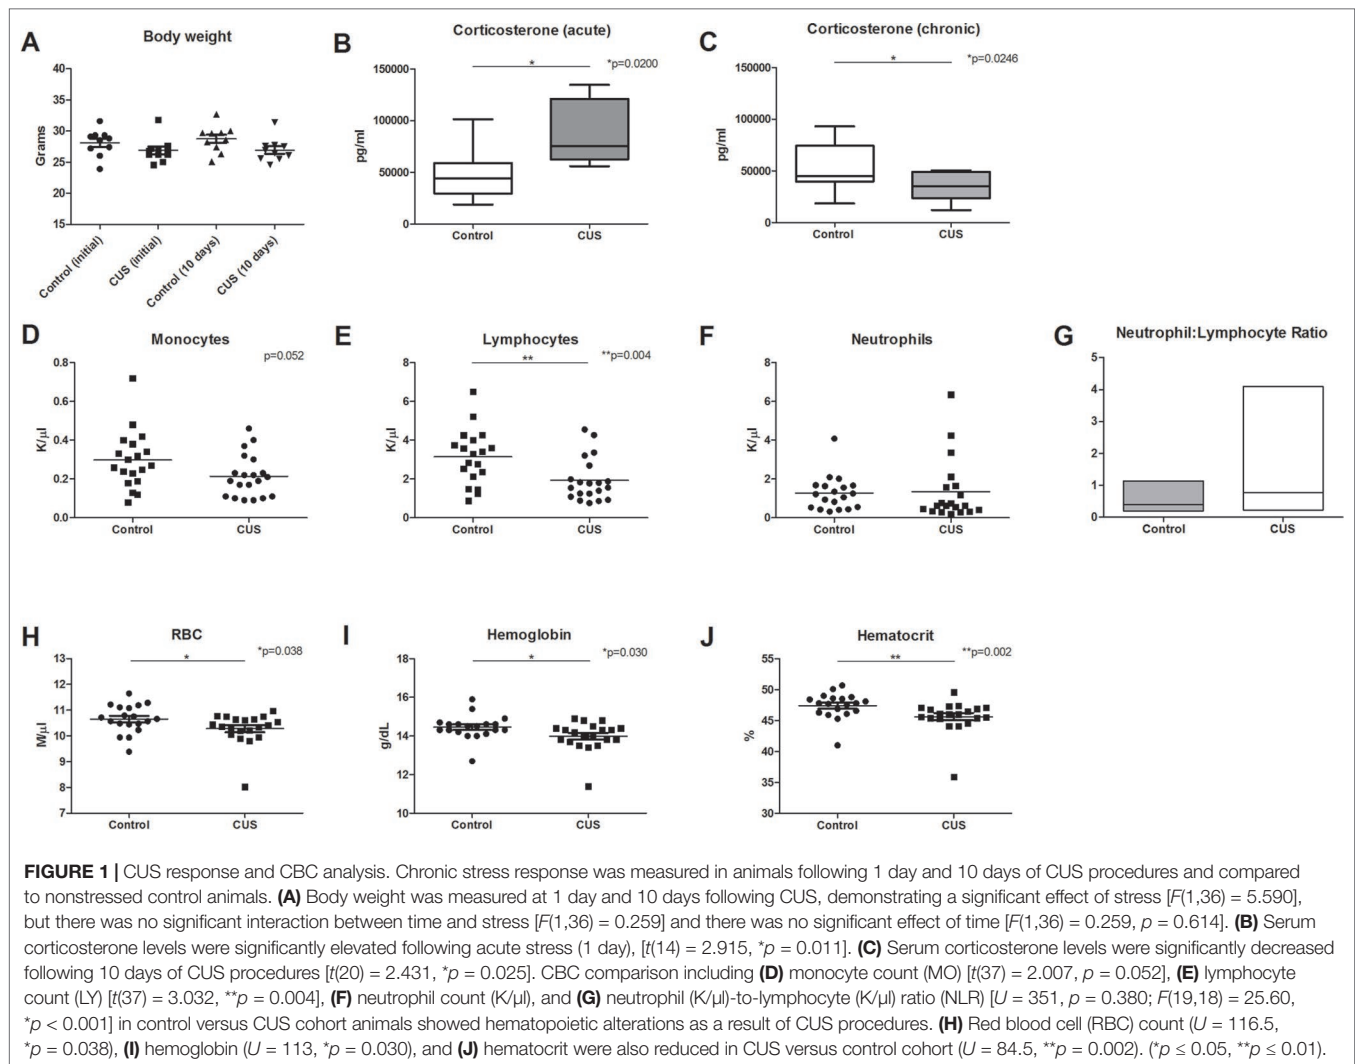 A
Body weight
Grams
40
35
30
25
20
15
Control (initial)
CUS (initial)
Control (10 days)
CUS (10 days)
B
Corticosterone (acute)
*
*p=0.0200
pg/ml
150000
100000
50000
0
Control
CUS
C
Corticosterone (chronic)
*
*p=0.0246
pg/ml
150000
100000
50000
0
Control
CUS
D
Monocytes
p=0.052
K/µl
0.8
0.6
0.4
0.2
0.0
Control
CUS
E
Lymphocytes
**
**p=0.004
K/µl
8
6
4
2
0
Control
CUS
F
Neutrophils
K/µl
8
6
4
2
0
Control
CUS
G
Neutrophil:Lymphocyte Ratio
5
4
3
2
1
0
Control
CUS
H
RBC
*
*p=0.038
M/µl
13
12
11
10
9
8
7
Control
CUS
I
Hemoglobin
*
*p=0.030
g/dL
18
16
14
12
10
Control
CUS
J
Hematocrit
**
**p=0.002
%
55
50
45
40
35
30
Control
CUS
FIGURE 1 | CUS response and CBC analysis. Chronic stress response was measured in animals following 1 day and 10 days of CUS procedures and compared
to nonstressed control animals. (A) Body weight was measured at 1 day and 10 days following CUS, demonstrating a significant effect of stress [F(1,36) = 5.590],
but there was no significant interaction between time and stress [F(1,36) = 0.259] and there was no significant effect of time [F(1,36) = 0.259, p = 0.614]. (B) Serum
corticosterone levels were significantly elevated following acute stress (1 day), [t(14) = 2.915, *p = 0.011]. (C) Serum corticosterone levels were significantly decreased
following 10 days of CUS procedures [t(20) = 2.431, *p = 0.025]. CBC comparison including (D) monocyte count (MO) [t(37) = 2.007, p = 0.052], (E) lymphocyte
count (LY) [t(37) = 3.032, **p = 0.004], (F) neutrophil count (K/µl), and (G) neutrophil (K/µl)-to-lymphocyte (K/µl) ratio (NLR) [U = 351, p = 0.380; F(19,18) = 25.60,
*p < 0.001] in control versus CUS cohort animals showed hematopoietic alterations as a result of CUS procedures. (H) Red blood cell (RBC) count (U = 116.5,
*p = 0.038), (I) hemoglobin (U = 113, *p = 0.030), and (J) hematocrit were also reduced in CUS versus control cohort (U = 84.5, **p = 0.002). (*p ≤ 0.05, **p ≤ 0.01).